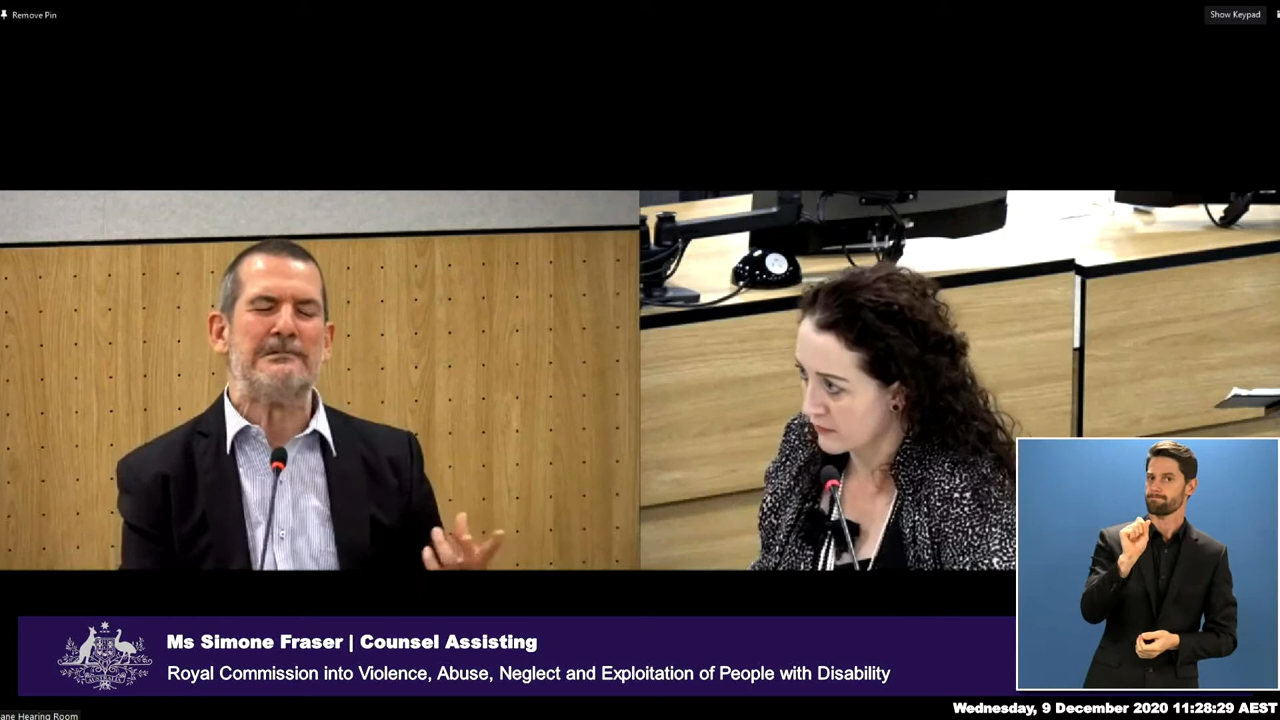 Remove Pin
Show Keypad
Ms Simone Fraser | Counsel Assisting
Royal Commission into Violence, Abuse, Neglect and Exploitation of People with Disability
ane Hearing Room
Wednesday, 9 December 2020 11:28:29 AEST